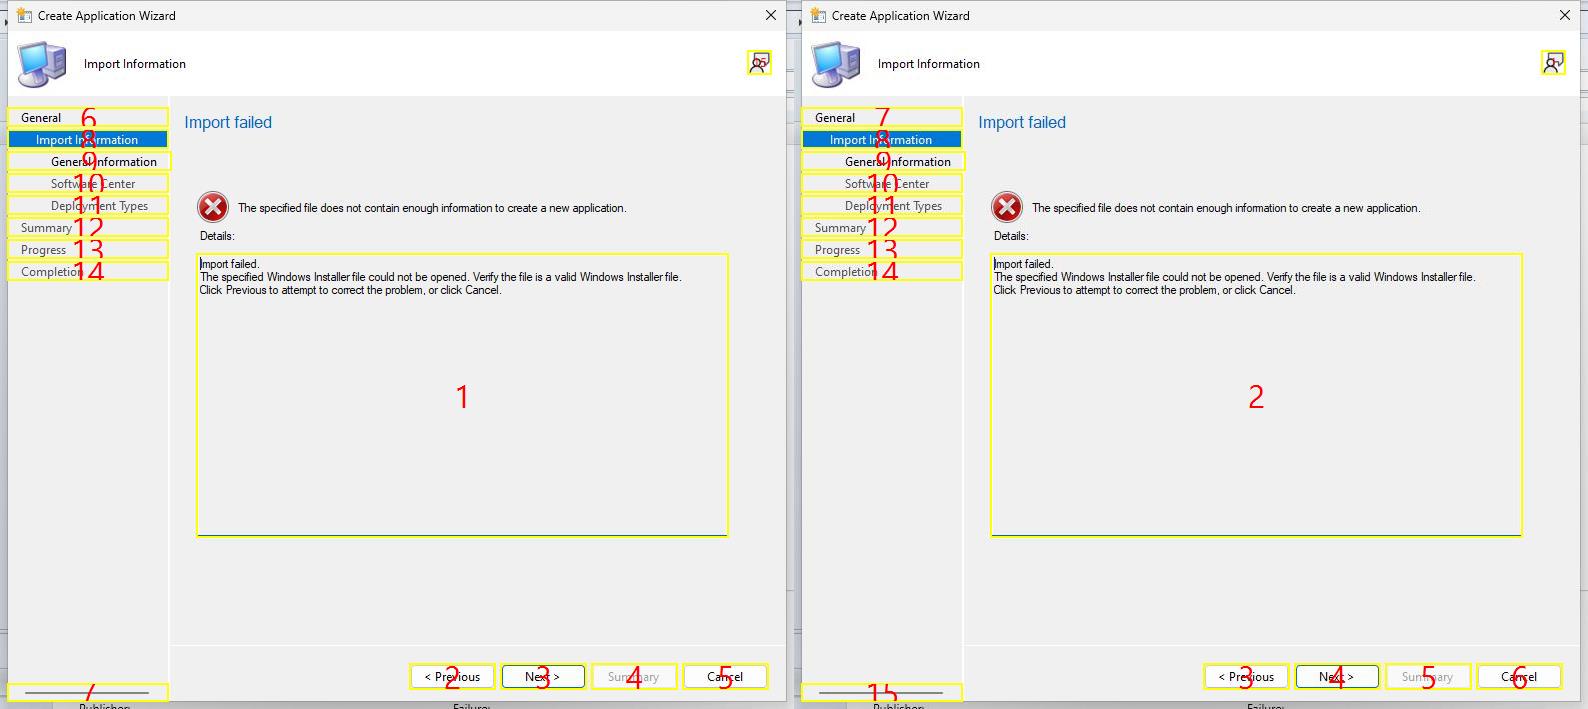 Create Application Wizard
Import Information
General 6
Import Information 8
General Information 9
Software Center 10
Deployment Types 11
Summary 12
Progress 13
Completion 14
7
Import failed
The specified file does not contain enough information to create a new application.
Details:
Import failed.
The specified Windows Installer file could not be opened. Verify the file is a valid Windows Installer file.
Click Previous to attempt to correct the problem, or click Cancel.
1
< Previous 2
Next > 3
Summary 4
Cancel 5
Publisher:
Failure:
Create Application Wizard
Import Information
General 7
Import Information 8
General Information 9
Software Center 10
Deployment Types 11
Summary 12
Progress 13
Completion 14
15
Import failed
The specified file does not contain enough information to create a new application.
Details:
Import failed.
The specified Windows Installer file could not be opened. Verify the file is a valid Windows Installer file.
Click Previous to attempt to correct the problem, or click Cancel.
2
< Previous 3
Next > 4
Summary 5
Cancel 6
Publisher:
Failure: